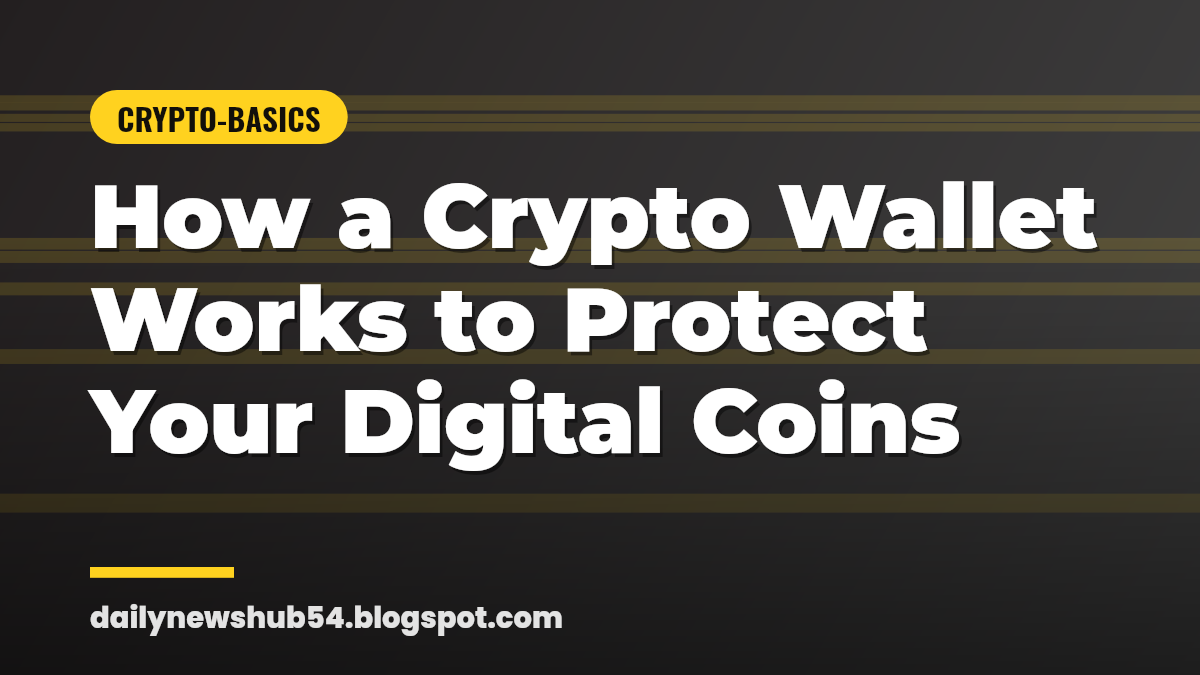 CRYPTO-BASICS
How a Crypto Wallet
Works to Protect
Your Digital Coins
dailynewshub54.blogspot.com